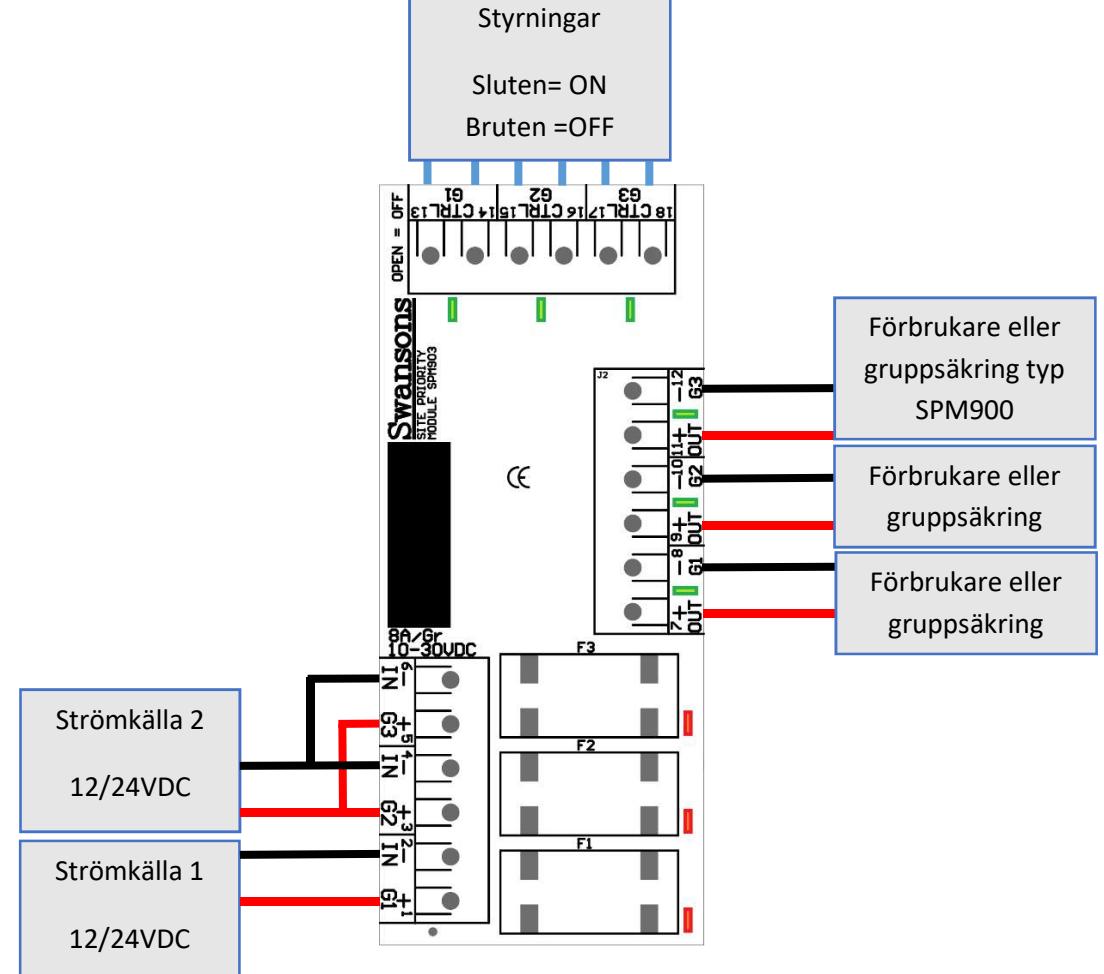 Styrningar
Sluten= ON
Bruten =OFF
G1 G2 G3
13 CTRL 14 15 CTRL 16 17 CTRL 18
OPEN = OFF
Swansons
SITE PRIORITY
MODULE SPM903
J2
-12 G3
11+ OUT
-10 G2
9+ OUT
-8 G1
7+ OUT
CE
Förbrukare eller
gruppsäkring typ
SPM900
Förbrukare eller
gruppsäkring
Förbrukare eller
gruppsäkring
8A/Gr
10-30VDC
IN -6
G3 +5
IN -4
G2 +3
IN -2
G1 +1
F3
F2
F1
Strömkälla 2
12/24VDC
Strömkälla 1
12/24VDC